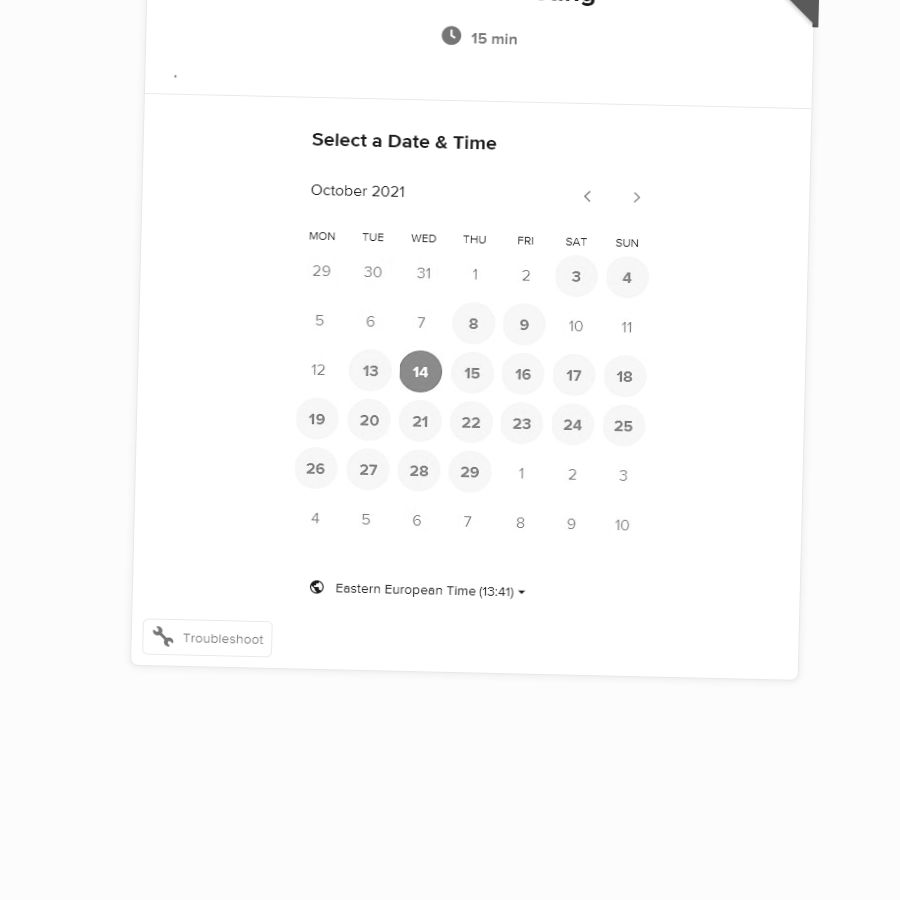 15 min
.
Select a Date & Time
October 2021
MON TUE WED THU FRI SAT SUN
29 30 31 1 2 3 4
5 6 7 8 9 10 11
12 13 14 15 16 17 18
19 20 21 22 23 24 25
26 27 28 29 1 2 3
4 5 6 7 8 9 10
Eastern European Time (13:41)
Troubleshoot